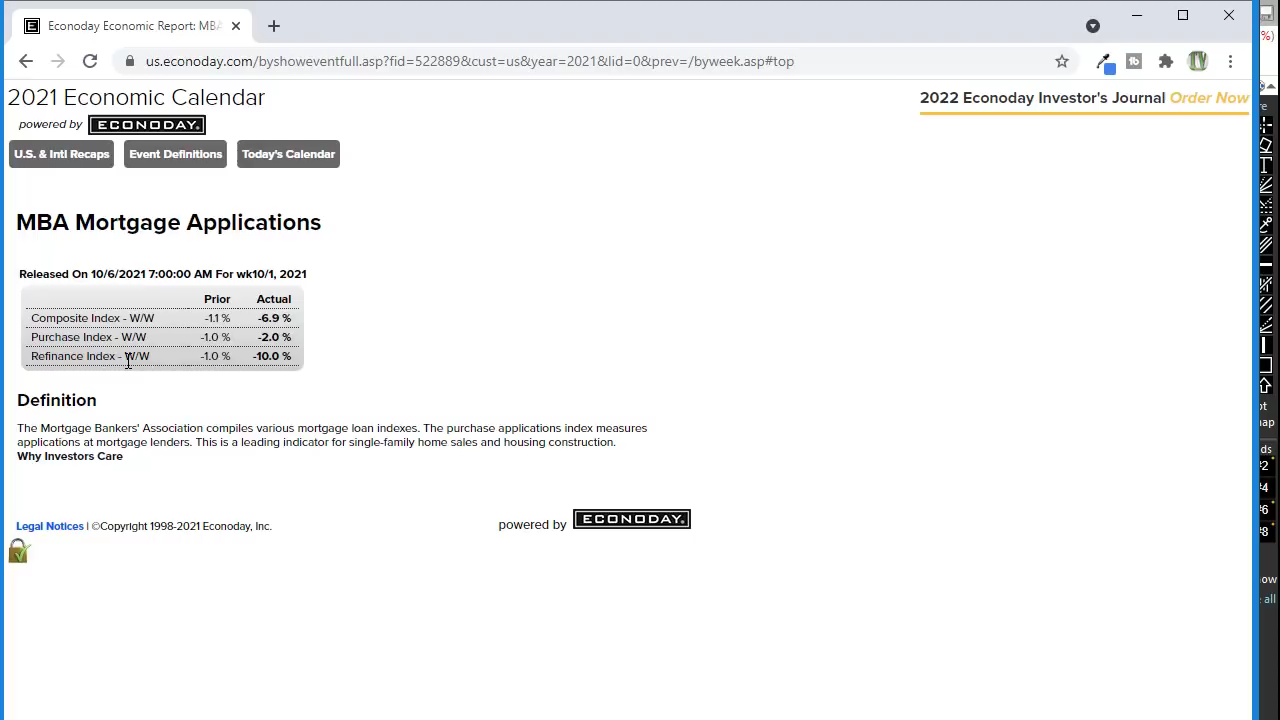 Econoday Economic Report: MBA
us.econoday.com/byshoweventfull.asp?fid=522889&cust=us&year=2021&lid=0&prev=/byweek.asp#top
%)
2021 Economic Calendar
2022 Econoday Investor's Journal Order Now
powered by ECONODAY.
U.S. & Intl Recaps Event Definitions Today's Calendar
MBA Mortgage Applications
Released On 10/6/2021 7:00:00 AM For wk10/1, 2021
Prior Actual
Composite Index - W/W -1.1 % -6.9 %
Purchase Index - W/W -1.0 % -2.0 %
Refinance Index - W/W -1.0 % -10.0 %
Definition
The Mortgage Bankers' Association compiles various mortgage loan indexes. The purchase applications index measures
applications at mortgage lenders. This is a leading indicator for single-family home sales and housing construction.
Why Investors Care
Legal Notices | ©Copyright 1998-2021 Econoday, Inc.
powered by ECONODAY.
#2
#4
#6
#8
all